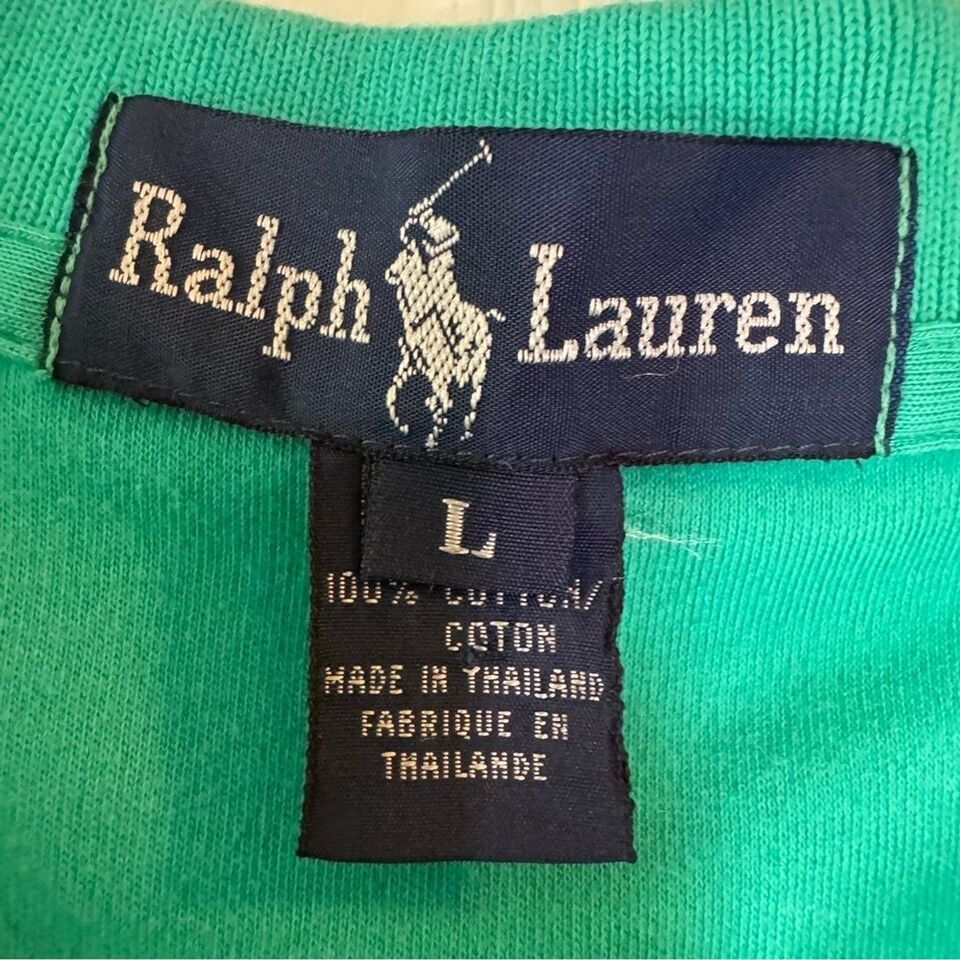 Ralph Lauren
L
100% COTTON/
COTON
MADE IN THAILAND
FABRIQUE EN
THAILANDE